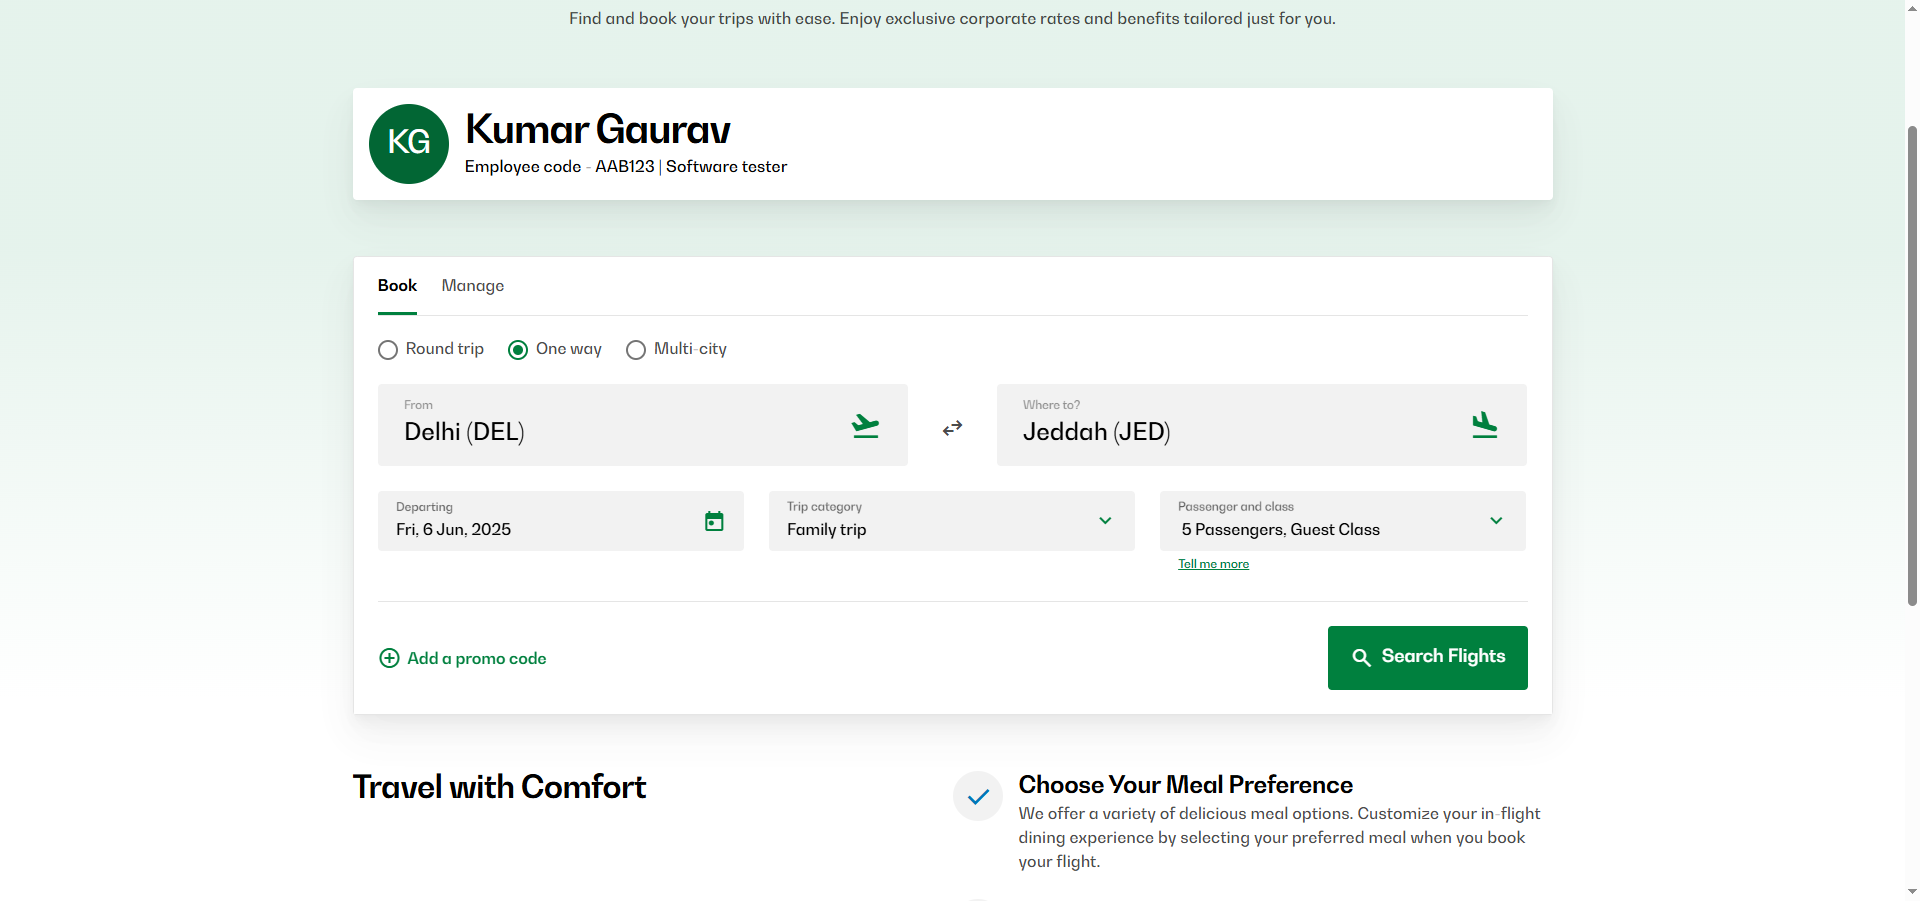 Find and book your trips with ease. Enjoy exclusive corporate rates and benefits tailored just for you.
KG
Kumar Gaurav
Employee code - AAB123 | Software tester
Book
Manage
Round trip
One way
Multi-city
From
Delhi (DEL)
Where to?
Jeddah (JED)
Departing
Fri, 6 Jun, 2025
Trip category
Family trip
Passenger and class
5 Passengers, Guest Class
Tell me more
Add a promo code
Search Flights
Travel with Comfort
Choose Your Meal Preference
We offer a variety of delicious meal options. Customize your in-flight
dining experience by selecting your preferred meal when you book
your flight.